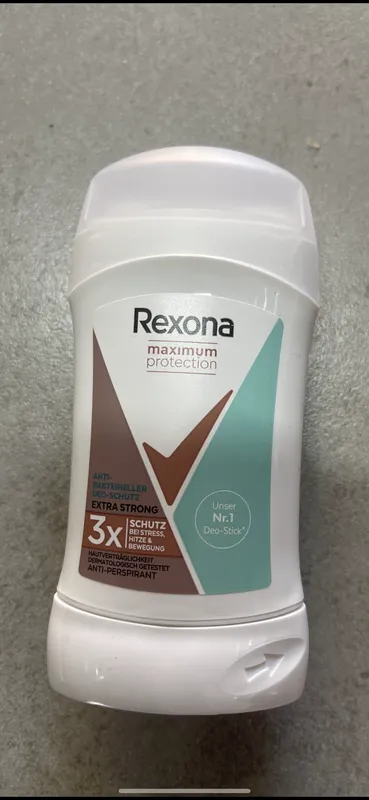 Rexona
maximum
protection
ANTI-
BAKTERIELLER
DEO-SCHUTZ
EXTRA STRONG
3x SCHUTZ
BEI STRESS,
HITZE &
BEWEGUNG
HAUTVERTRÄGLICHKEIT
DERMATOLOGISCH GETESTET
ANTI-PERSPIRANT
Unser
Nr.1
Deo-Stick*